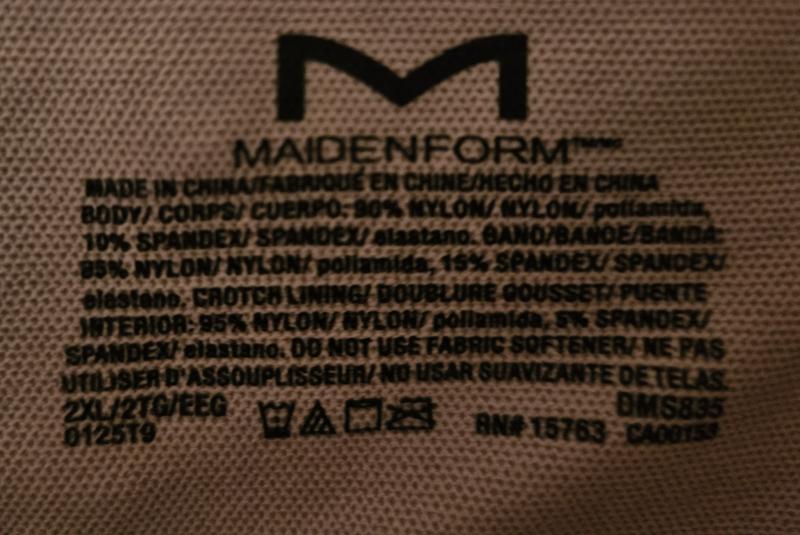 MAIDENFORM
MADE IN CHINA/FABRIQUÉ EN CHINE/HECHO EN CHINA
BODY/ CORPS/ CUERPO: 90% NYLON/ NYLON/ poliamida,
10% SPANDEX/ SPANDEX/ elastano. BAND/BANDE/BANDA:
85% NYLON/ NYLON/ poliamida, 15% SPANDEX/ SPANDEX/
elastano. CROTCH LINING/ DOUBLURE GOUSSET/ PUENTE
INTERIOR: 95% NYLON/ NYLON/ poliamida, 5% SPANDEX/
SPANDEX/ elastano. DO NOT USE FABRIC SOFTENER/ NE PAS
UTILISER D'ASSOUPLISSEUR/ NO USAR SUAVIZANTE DE TELAS.
2XL/2TG/EEG DMS835
0125T9 RN# 15763